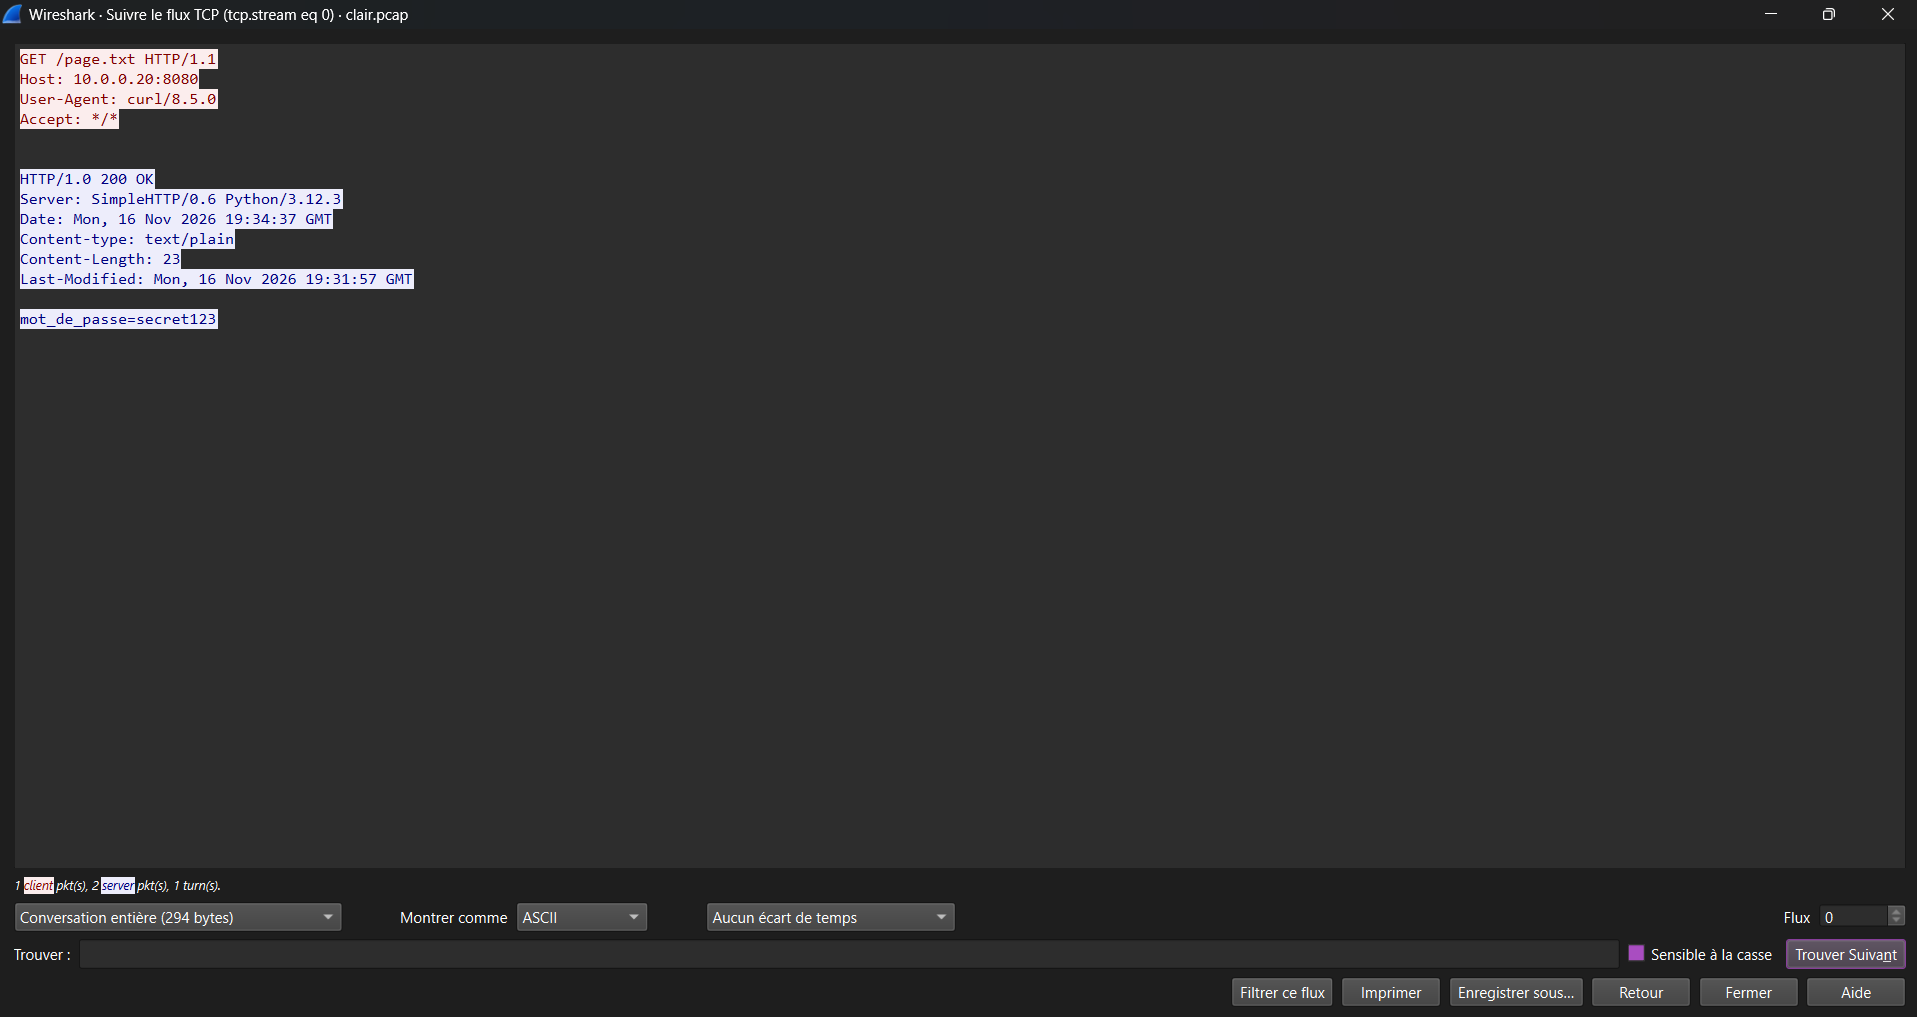 Wireshark · Suivre le flux TCP (tcp.stream eq 0) · clair.pcap
GET /page.txt HTTP/1.1
Host: 10.0.0.20:8080
User-Agent: curl/8.5.0
Accept: */*
HTTP/1.0 200 OK
Server: SimpleHTTP/0.6 Python/3.12.3
Date: Mon, 16 Nov 2026 19:34:37 GMT
Content-type: text/plain
Content-Length: 23
Last-Modified: Mon, 16 Nov 2026 19:31:57 GMT
mot_de_passe=secret123
1 client pkt(s), 2 server pkt(s), 1 turn(s).
Conversation entière (294 bytes) Montrer comme ASCII Aucun écart de temps Flux 0
Trouver : Sensible à la casse Trouver Suivant
Filtrer ce flux Imprimer Enregistrer sous... Retour Fermer Aide